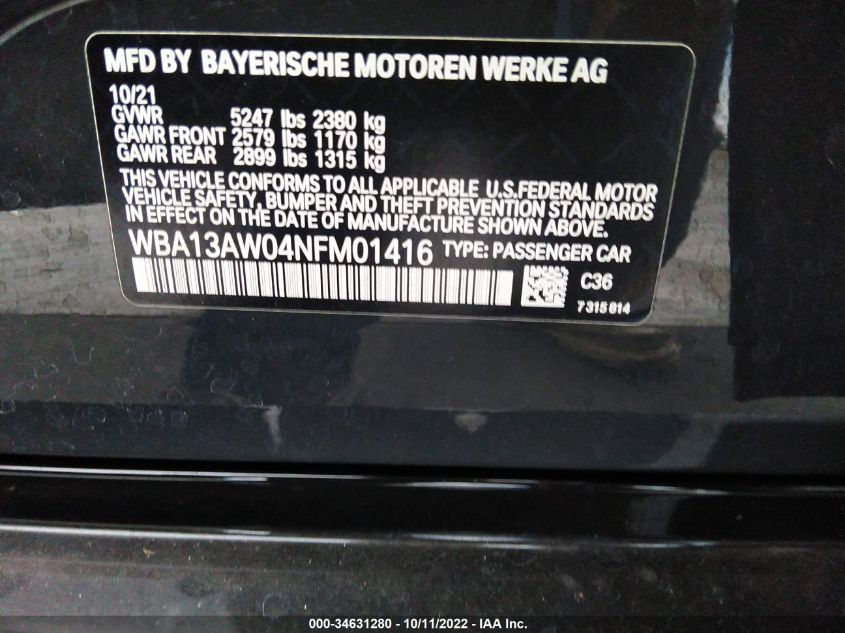 MFD BY BAYERISCHE MOTOREN WERKE AG
10/21
GVWR 5247 lbs 2380 kg
GAWR FRONT 2579 lbs 1170 kg
GAWR REAR 2899 lbs 1315 kg
THIS VEHICLE CONFORMS TO ALL APPLICABLE U.S.FEDERAL MOTOR
VEHICLE SAFETY, BUMPER AND THEFT PREVENTION STANDARDS
IN EFFECT ON THE DATE OF MANUFACTURE SHOWN ABOVE.
WBA13AW04NFM01416 TYPE: PASSENGER CAR
C36
7 315 814
000-34631280 - 10/11/2022 - IAA Inc.